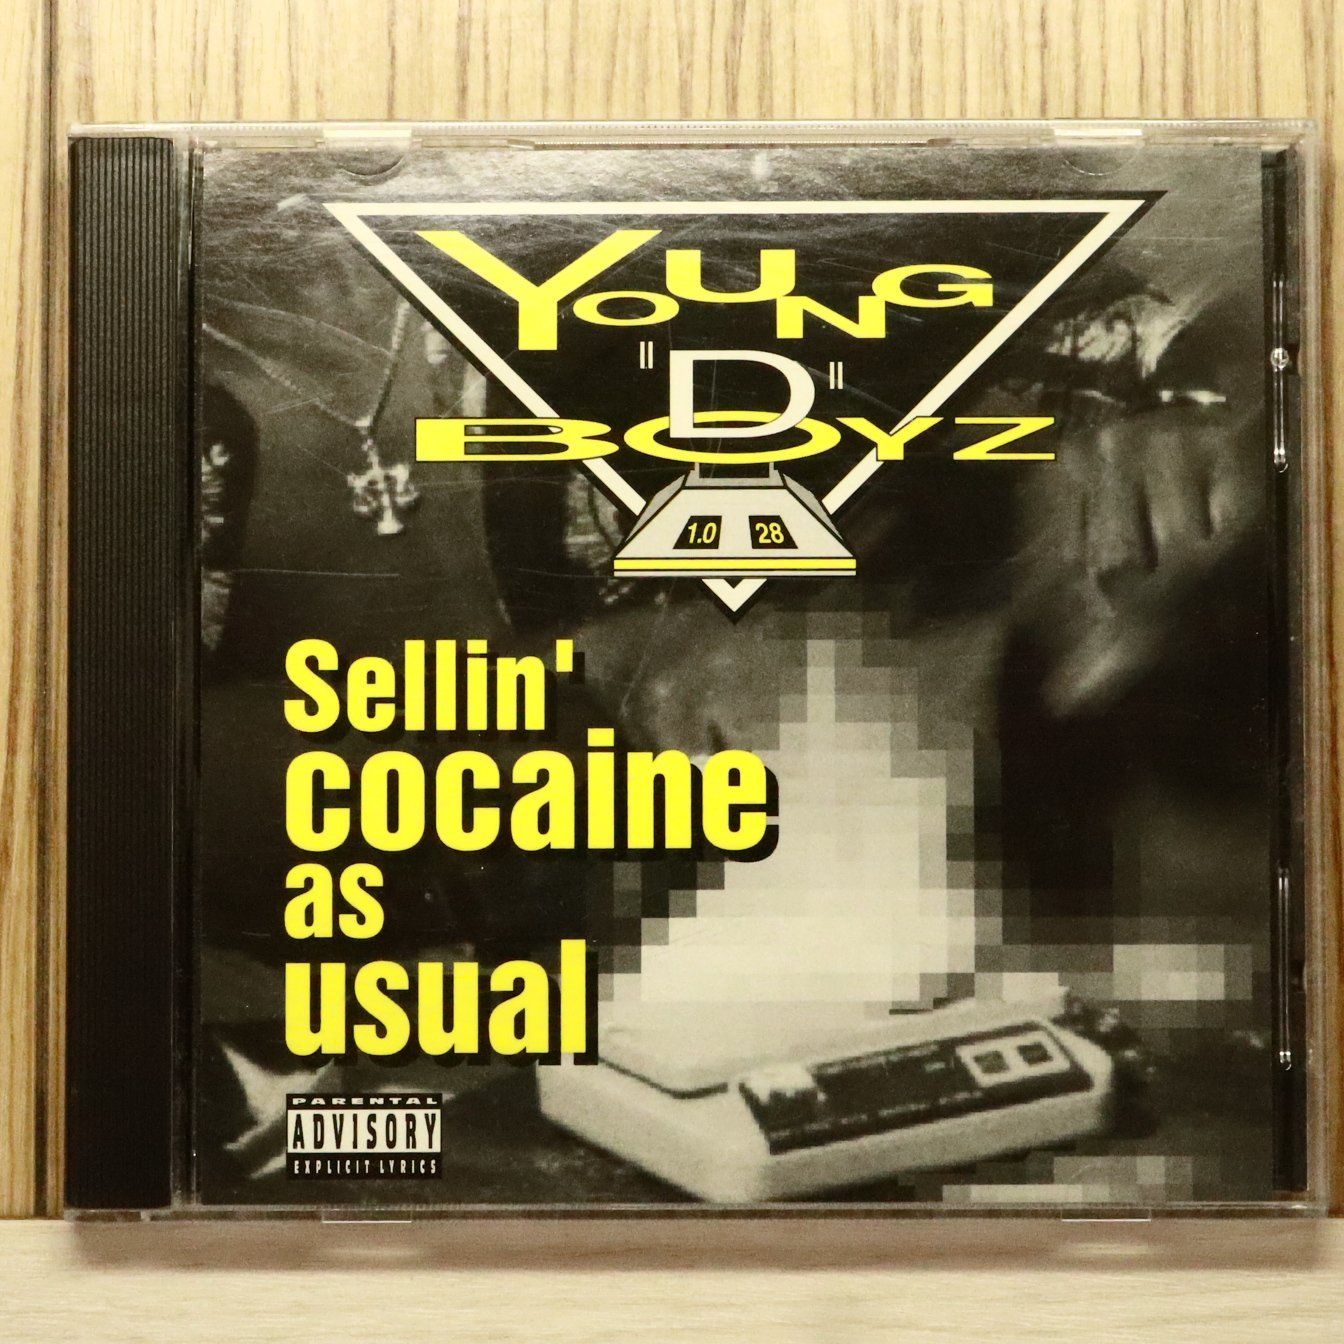 YOUNG
"D"
BOYZ
1.0 28
Sellin'
cocaine
as
usual
PARENTAL
ADVISORY
EXPLICIT LYRICS